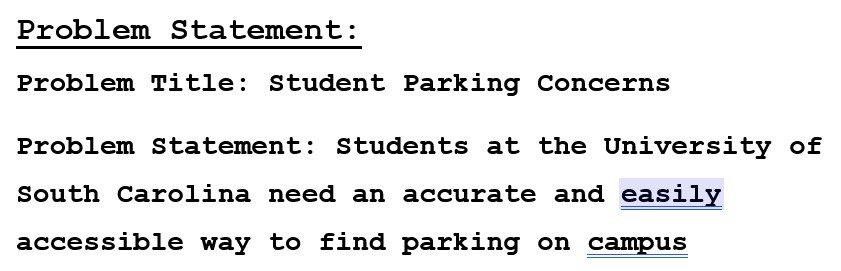 Problem Statement:
Problem Title: Student Parking Concerns
Problem Statement: Students at the University of
South Carolina need an accurate and easily
accessible way to find parking on campus